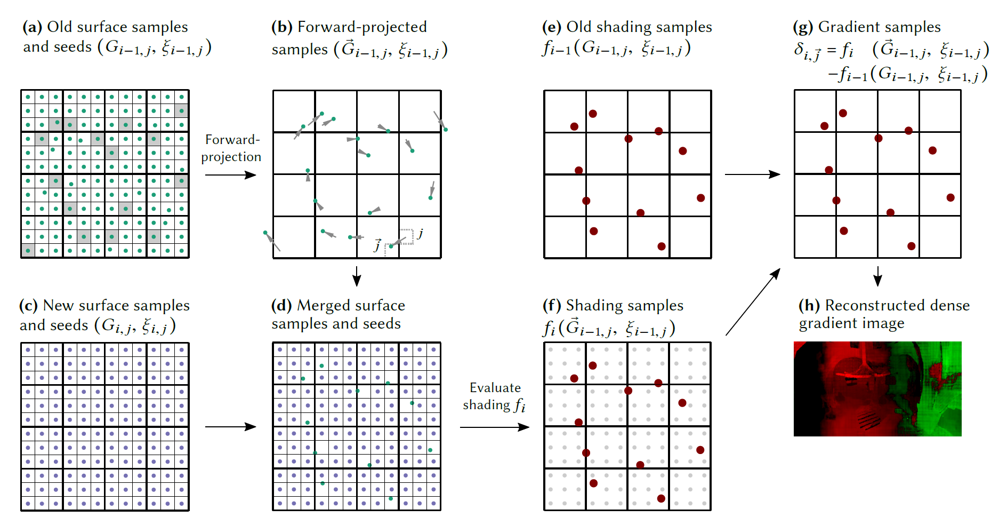 (a) Old surface samples
and seeds (G_{i−1,j}, ξ_{i−1,j})
(b) Forward-projected
samples (G⃗_{i−1,j}, ξ_{i−1,j})
(e) Old shading samples
f_{i−1}(G_{i−1,j}, ξ_{i−1,j})
(g) Gradient samples
δ_{i,j⃗} = f_i (G⃗_{i−1,j}, ξ_{i−1,j})
−f_{i−1}(G_{i−1,j}, ξ_{i−1,j})
Forward-
projection
j
j⃗
(c) New surface samples
and seeds (G_{i,j}, ξ_{i,j})
(d) Merged surface
samples and seeds
Evaluate
shading f_i
(f) Shading samples
f_i(G⃗_{i−1,j}, ξ_{i−1,j})
(h) Reconstructed dense
gradient image